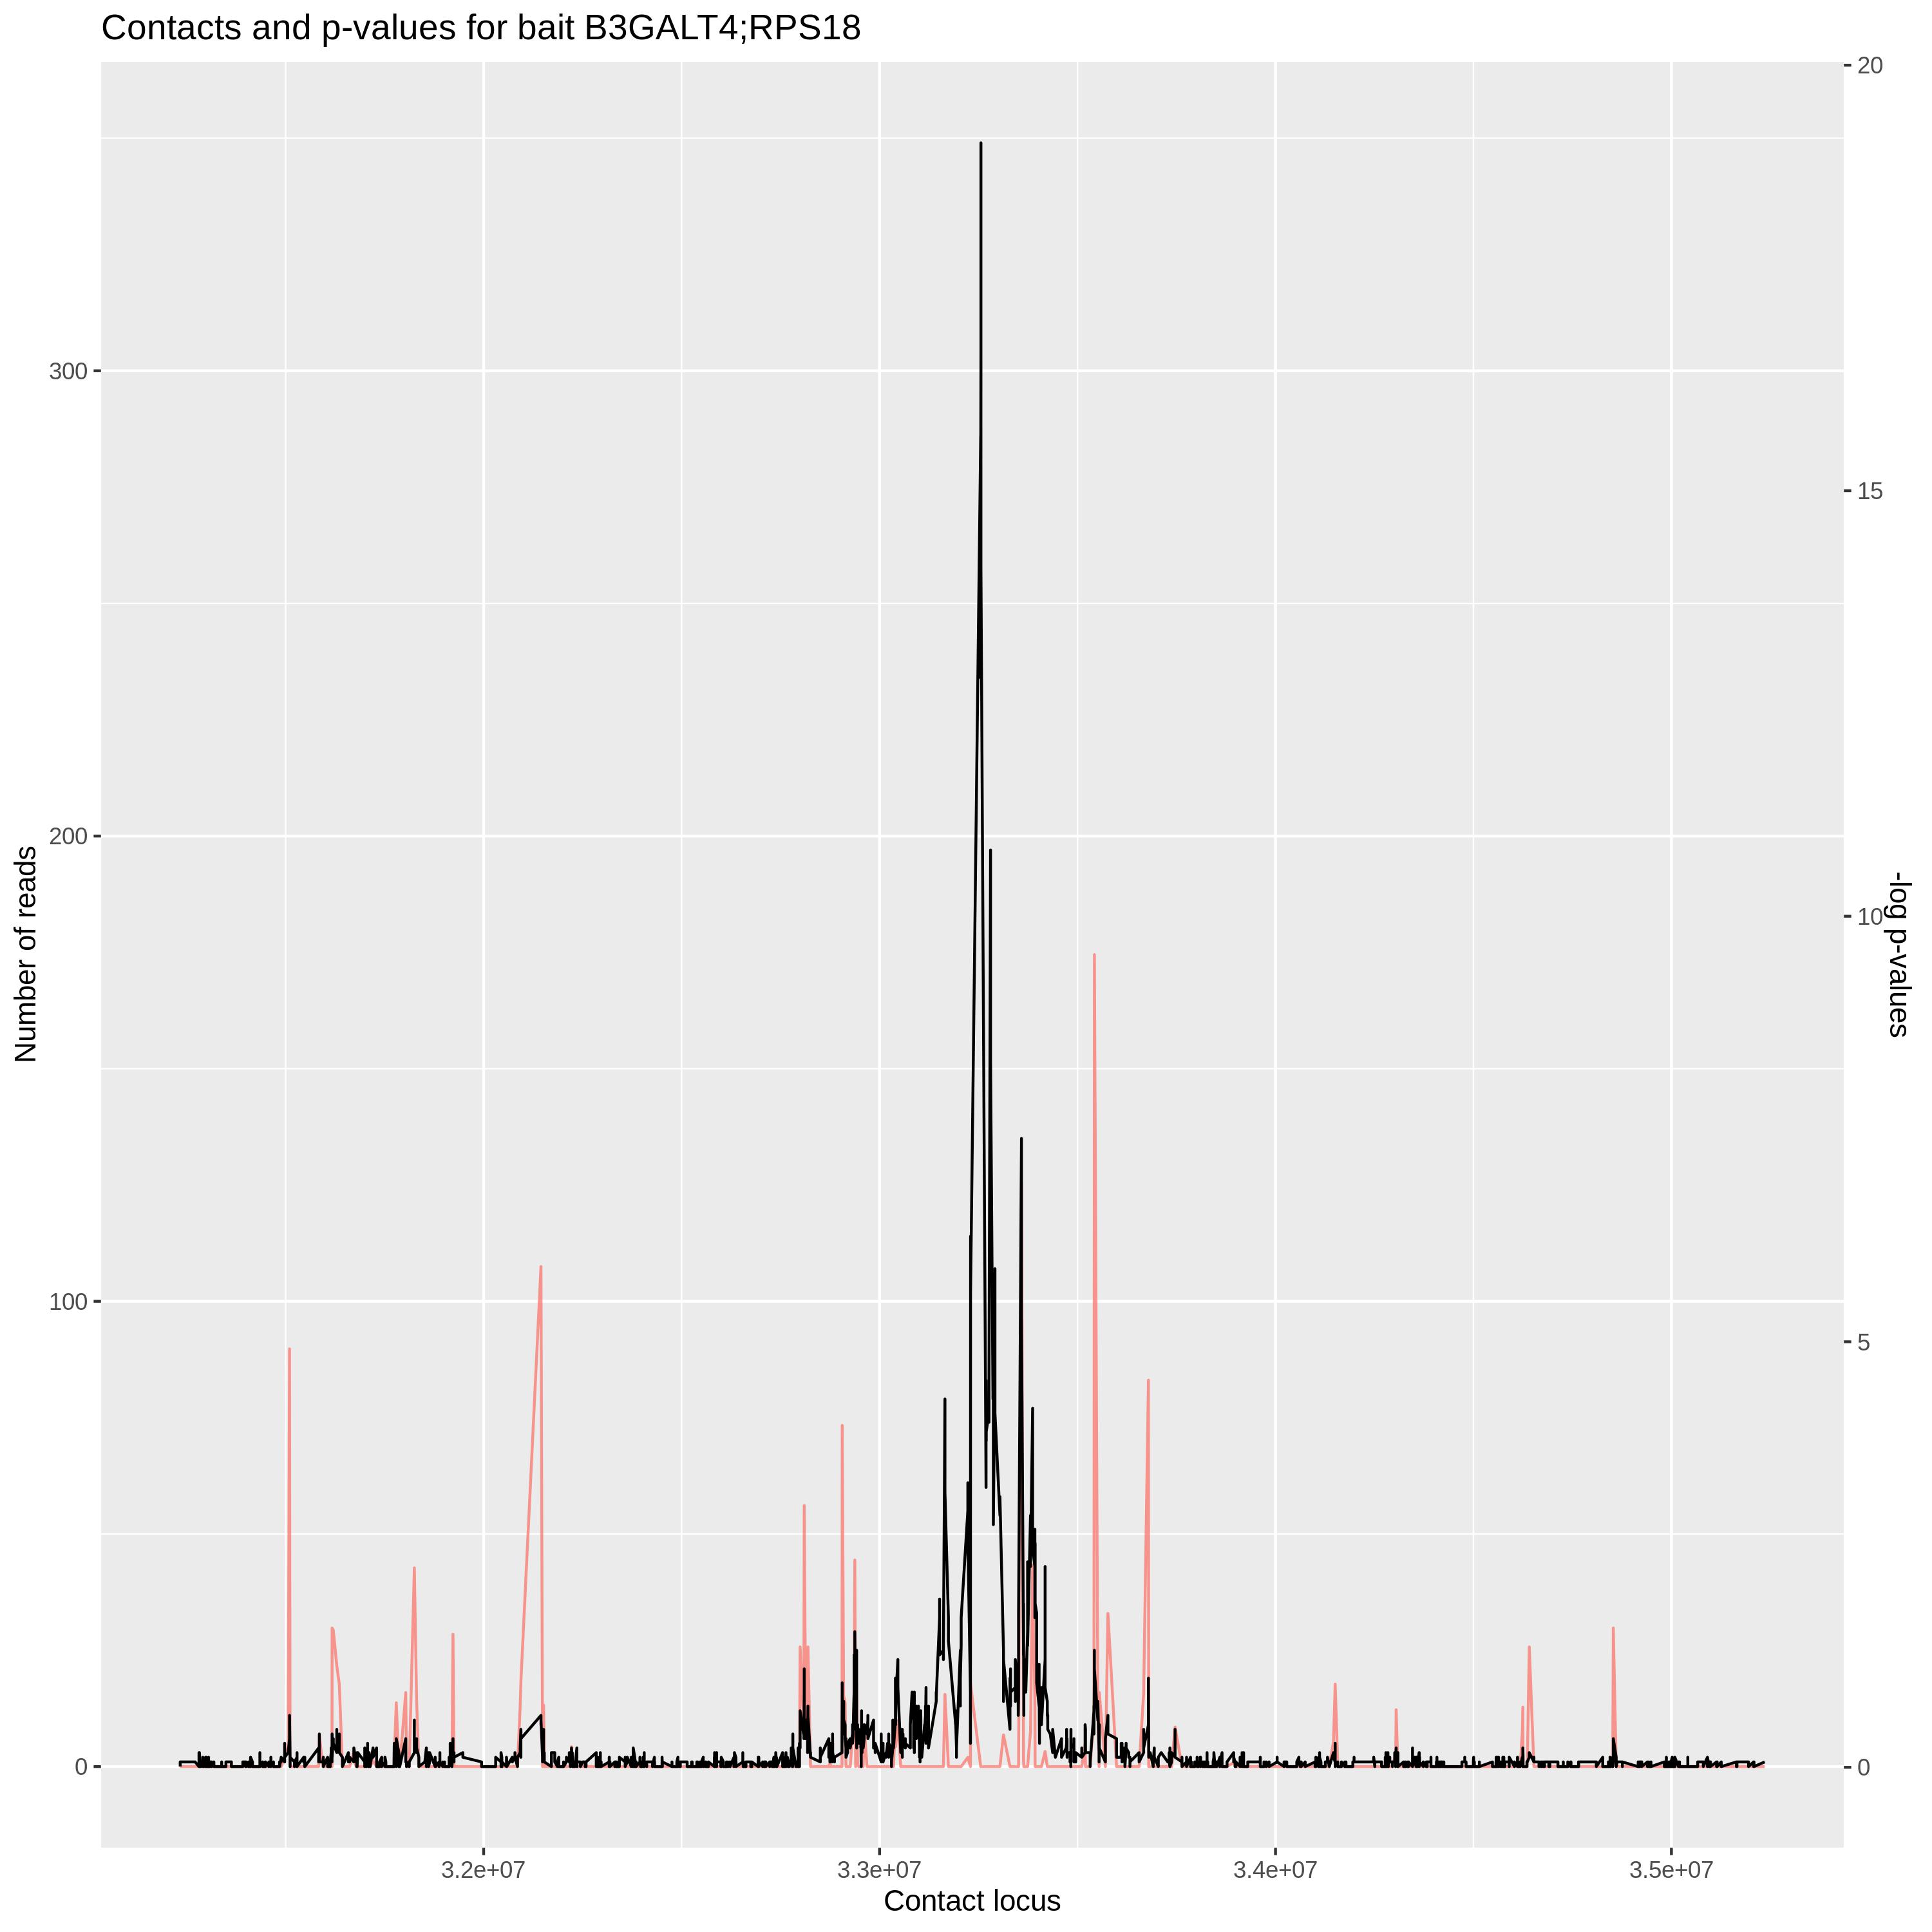 Contacts and p-values for bait B3GALT4;RPS18
Number of reads
300
200
100
0
20
15
10
5
0
-log p-values
3.2e+07
3.3e+07
3.4e+07
3.5e+07
Contact locus